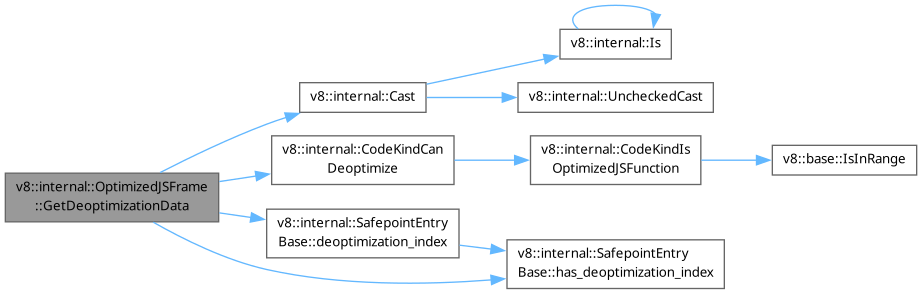 v8::internal::Is
v8::internal::Cast
v8::internal::UncheckedCast
v8::internal::CodeKindCan
Deoptimize
v8::internal::CodeKindIs
OptimizedJSFunction
v8::base::IsInRange
v8::internal::OptimizedJSFrame
::GetDeoptimizationData
v8::internal::SafepointEntry
Base::deoptimization_index
v8::internal::SafepointEntry
Base::has_deoptimization_index